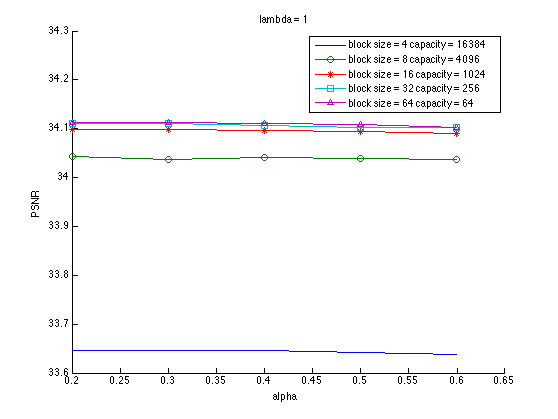 lambda = 1
34.3
34.2
34.1
34
33.9
33.8
33.7
33.6
PSNR
block size = 4 capacity = 16384
block size = 8 capacity = 4096
block size = 16 capacity = 1024
block size = 32 capacity = 256
block size = 64 capacity = 64
0.2 0.25 0.3 0.35 0.4 0.45 0.5 0.55 0.6 0.65
alpha